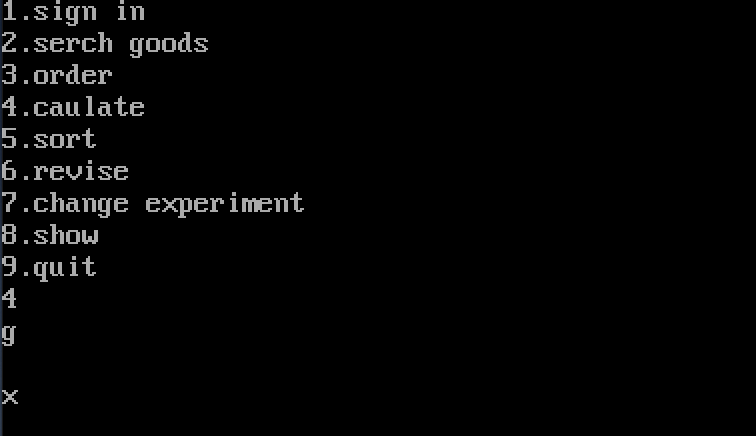 1.sign in
2.serch goods
3.order
4.caulate
5.sort
6.revise
7.change experiment
8.show
9.quit
4
g
x